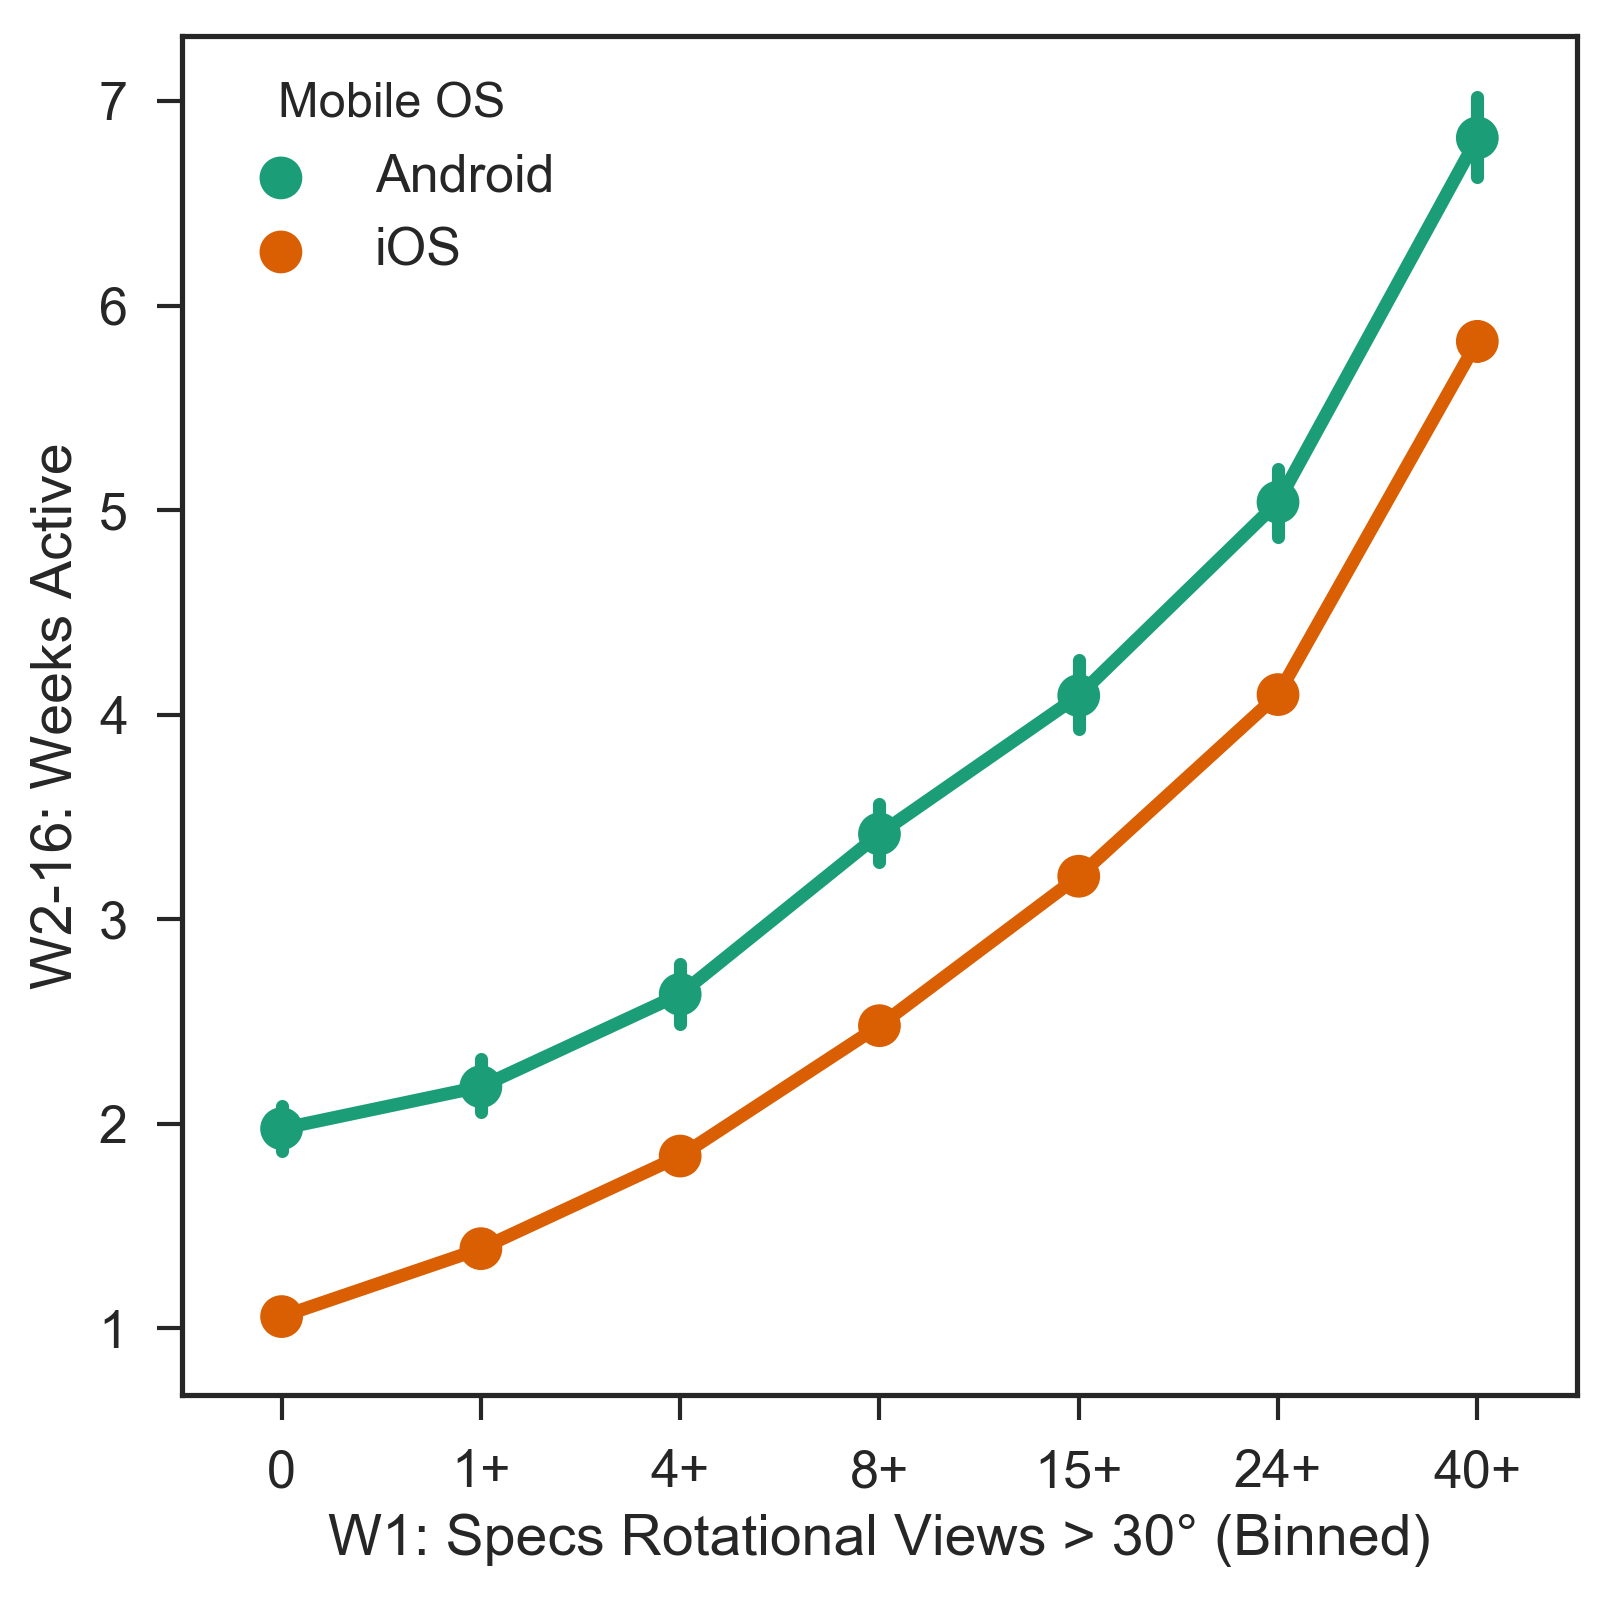 Mobile OS
Android
iOS
7
6
5
4
3
2
1
W2-16: Weeks Active
0 1+ 4+ 8+ 15+ 24+ 40+
W1: Specs Rotational Views > 30° (Binned)